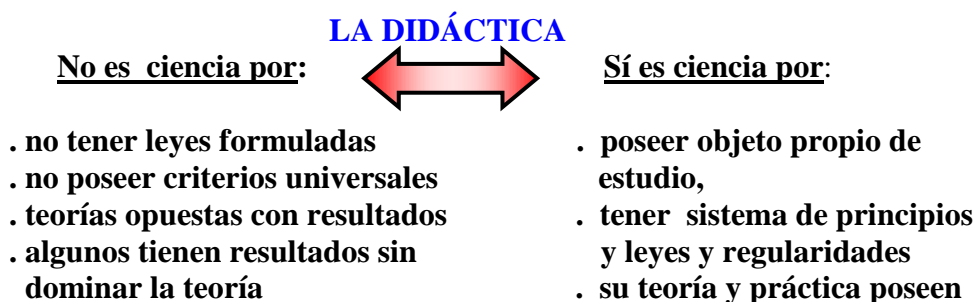 LA DIDÁCTICA
No es ciencia por:
. no tener leyes formuladas
. no poseer criterios universales
. teorías opuestas con resultados
. algunos tienen resultados sin
dominar la teoría
Sí es ciencia por:
. poseer objeto propio de
estudio,
. tener sistema de principios
y leyes y regularidades
. su teoría y práctica poseen